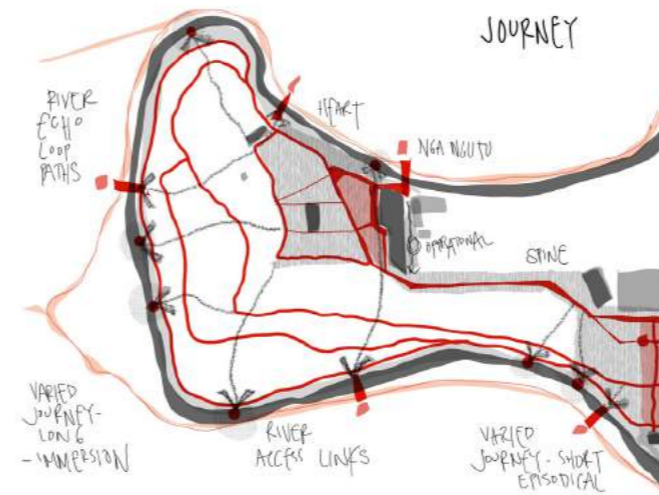 JOURNEY
RIVER
ECHO
LOOP
PATHS
HEART
NGA NGUTU
OPERATIONAL
SPINE
VARIED
JOURNEY-
LONG
-IMMERSION
RIVER
ACCESS LINKS
VARIED
JOURNEY-SHORT
EPISODICAL